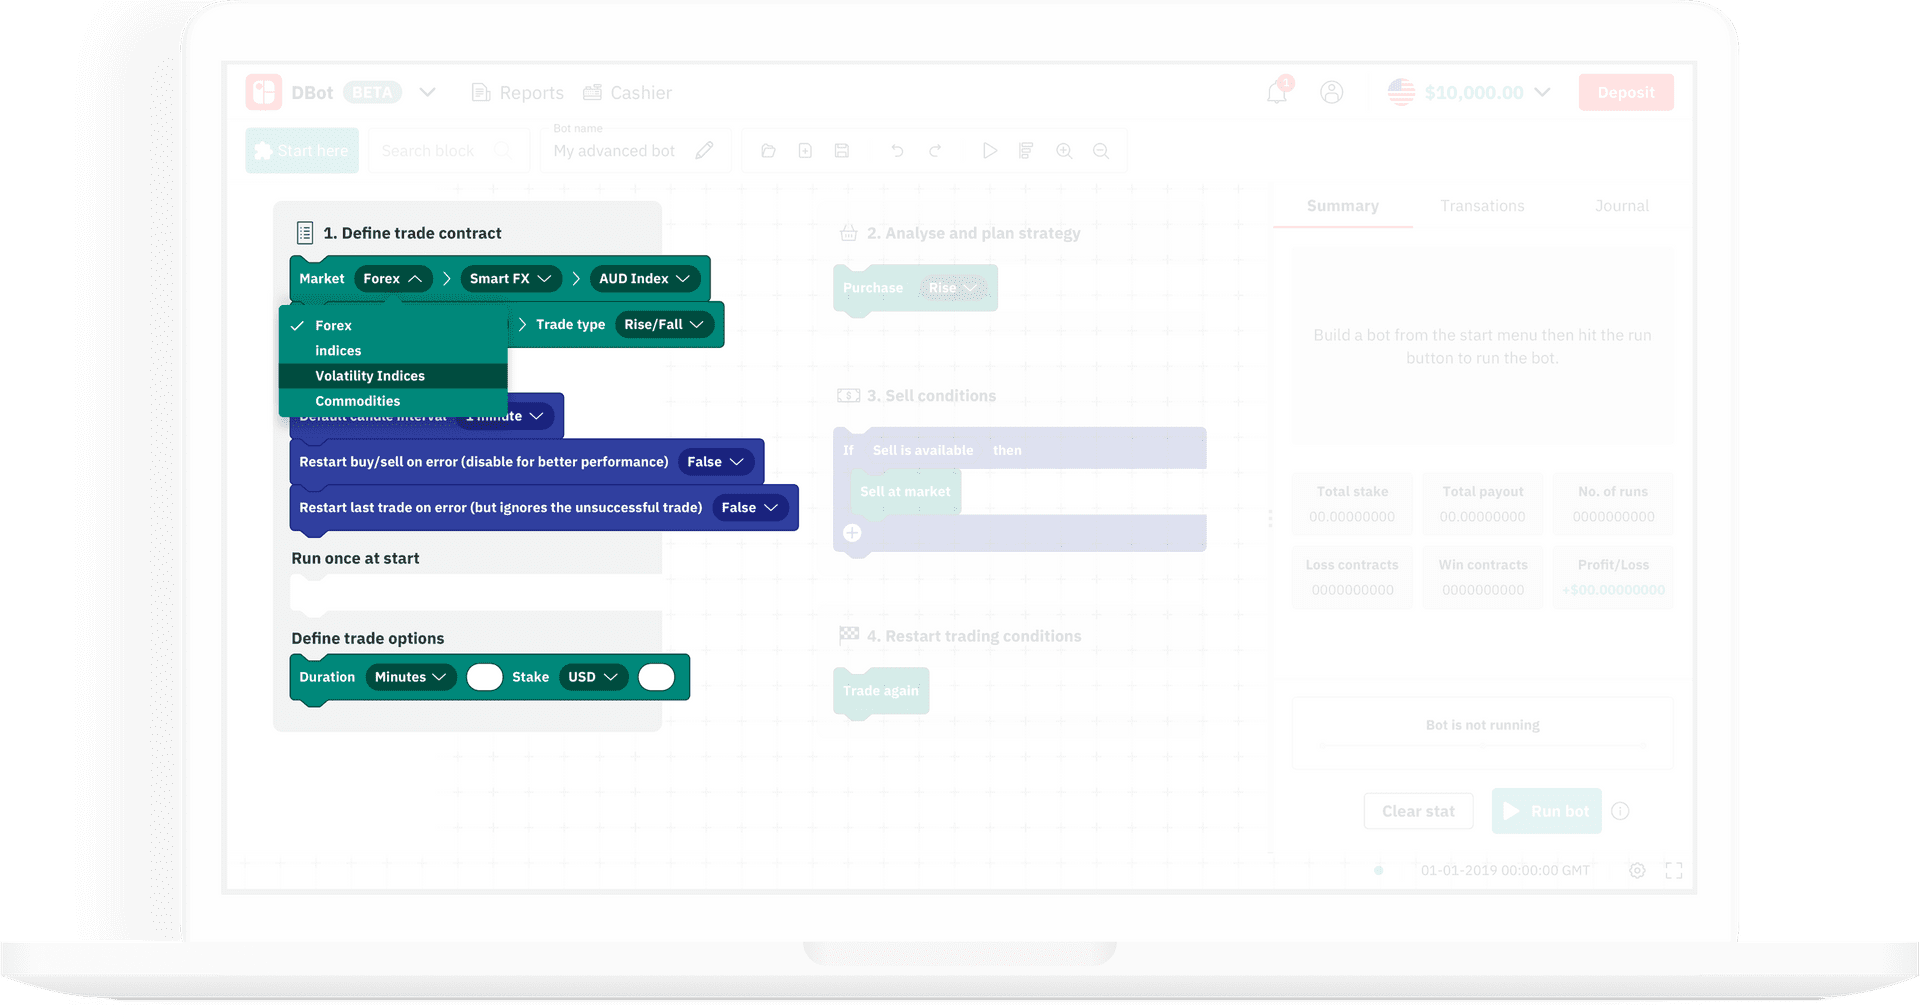 DBot BETA Reports Cashier 1 $10,000.00 Deposit
Start here Search block Bot name
My advanced bot
Summary Transations Journal
1. Define trade contract
Market Forex Smart FX AUD Index
Trade type Rise/Fall
Forex
indices
Volatility Indices
Commodities
Default candle interval 1 minute
Restart buy/sell on error (disable for better performance) False
Restart last trade on error (but ignores the unsuccessful trade) False
Run once at start
Define trade options
Duration Minutes Stake USD
2. Analyse and plan strategy
Purchase Rise
3. Sell conditions
If Sell is available then
Sell at market
4. Restart trading conditions
Trade again
Build a bot from the start menu then hit the run
button to run the bot.
Total stake Total payout No. of runs
00.00000000 00.00000000 0000000000
Loss contracts Win contracts Profit/Loss
0000000000 0000000000 +$00.00000000
Bot is not running
Clear stat Run bot
01-01-2019 00:00:00 GMT